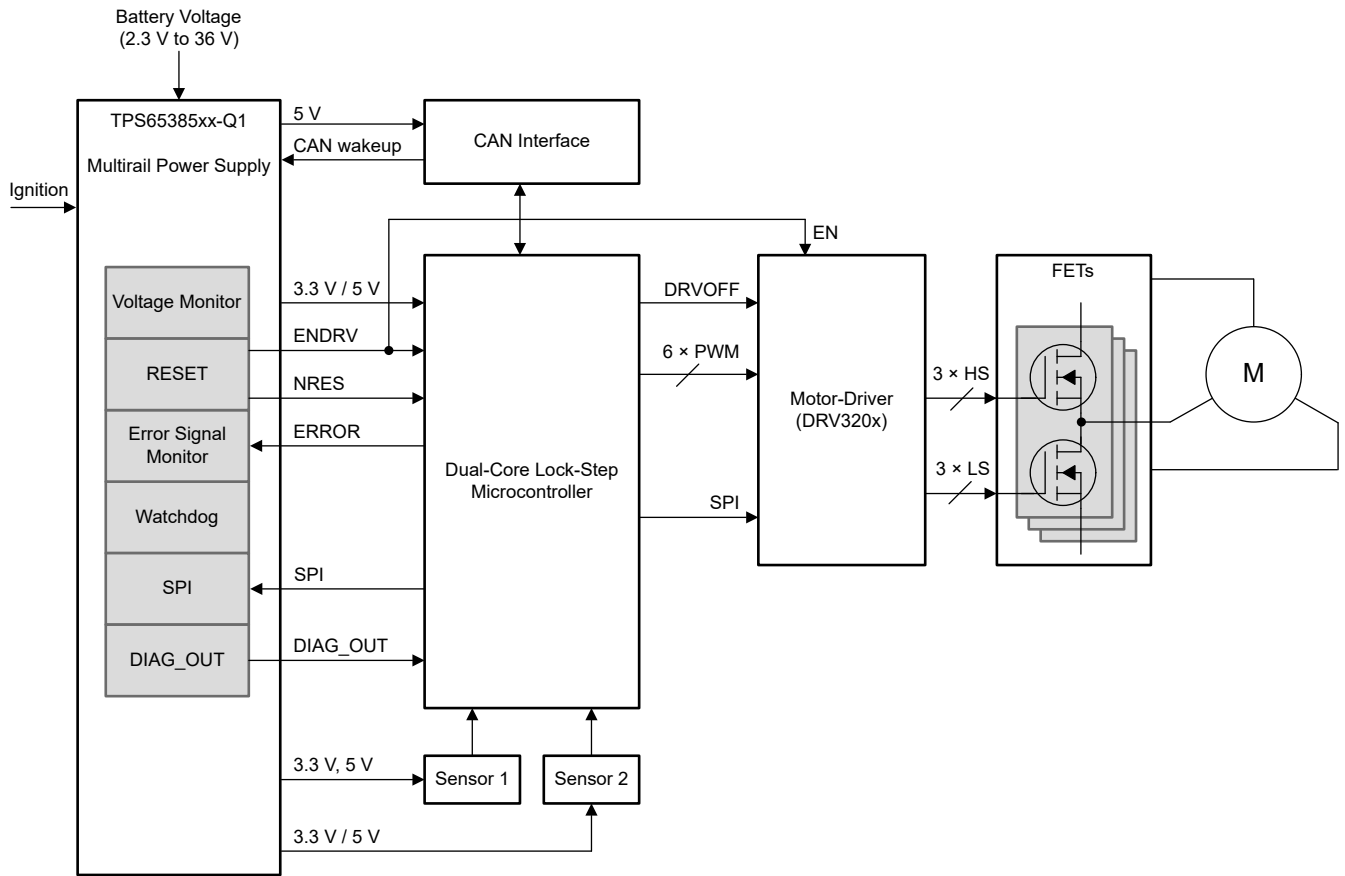 Battery Voltage
(2.3 V to 36 V)
TPS65385xx-Q1
Multirail Power Supply
Ignition
5 V
CAN wakeup
CAN Interface
EN
Voltage Monitor
RESET
Error Signal
Monitor
Watchdog
SPI
DIAG_OUT
3.3 V / 5 V
ENDRV
NRES
ERROR
SPI
DIAG_OUT
Dual-Core Lock-Step
Microcontroller
DRVOFF
6 × PWM
SPI
Motor-Driver
(DRV320x)
3 × HS
3 × LS
FETs
M
3.3 V, 5 V
Sensor 1
Sensor 2
3.3 V / 5 V